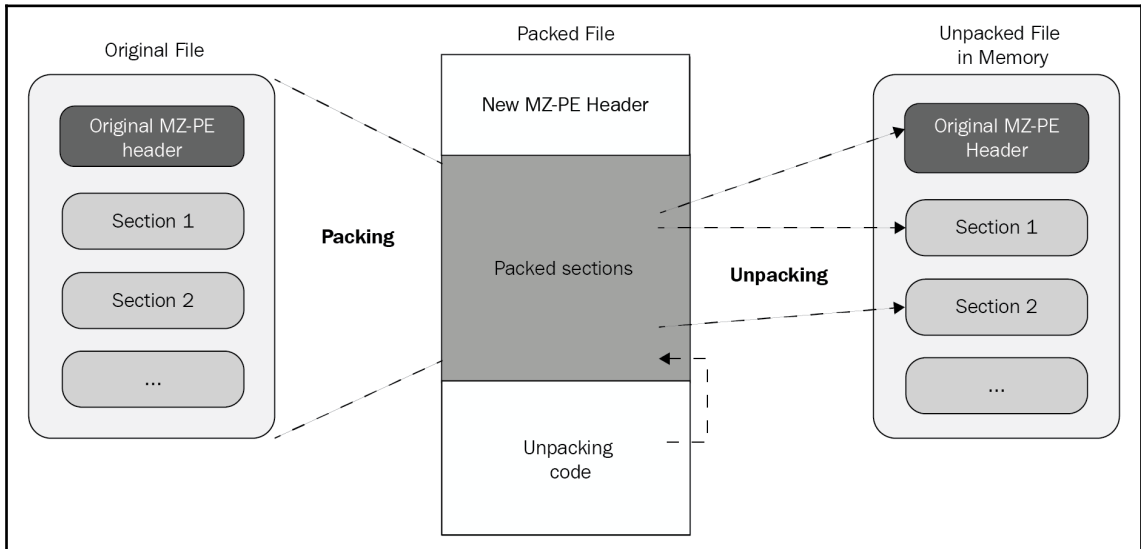 Original File
Original MZ-PE
header
Section 1
Section 2
...
Packing
Packed File
New MZ-PE Header
Packed sections
Unpacking
code
Unpacking
Unpacked File
in Memory
Original MZ-PE
Header
Section 1
Section 2
...